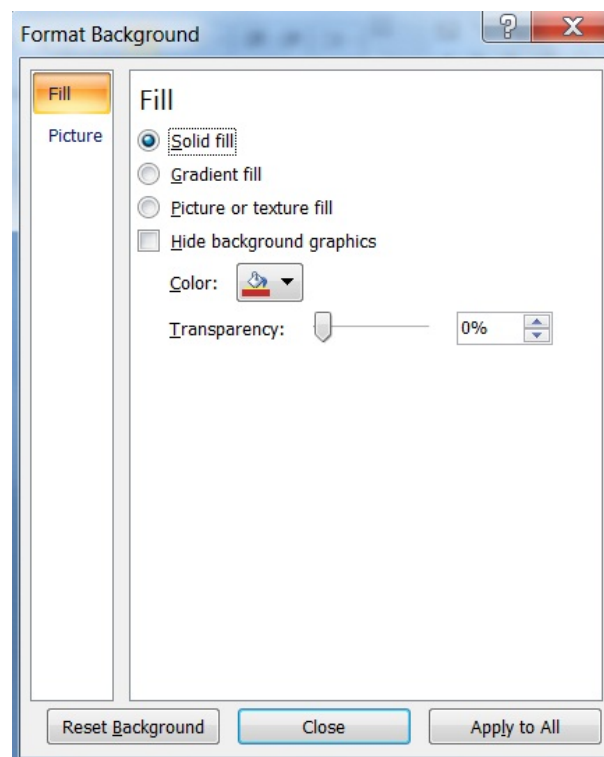 Format Background
Fill
Picture
Fill
Solid fill
Gradient fill
Picture or texture fill
Hide background graphics
Color:
Transparency: 0%
Reset Background Close Apply to All